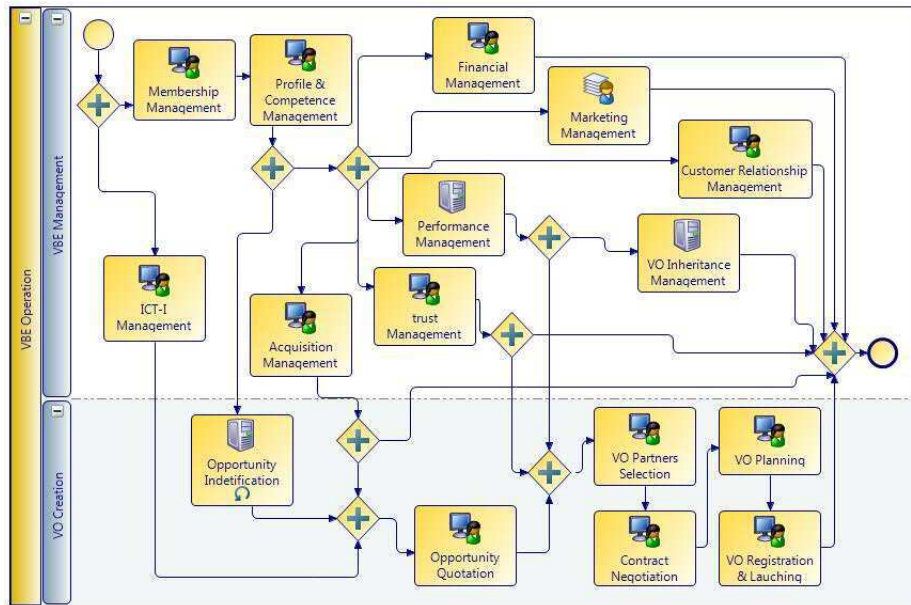 VBE Operation
VBE Management
Membership
Management
Profile &
Competence
Management
Financial
Management
Marketing
Management
Customer Relationship
Management
Performance
Management
VO Inheritance
Management
ICT-I
Management
Acquisition
Management
trust
Management
VO Creation
Opportunity
Indetification
Opportunity
Quotation
VO Partners
Selection
Contract
Negotiation
VO Planning
VO Registration
& Lauching